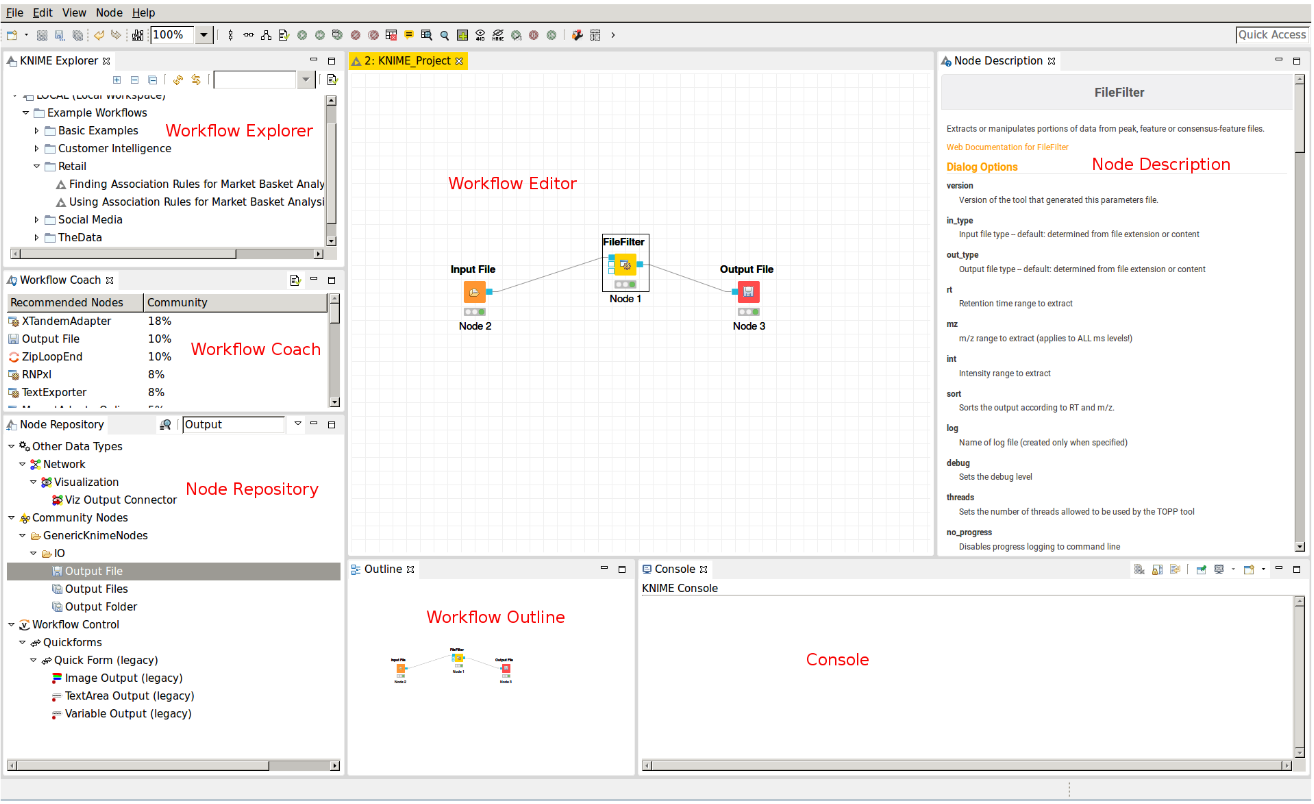 File Edit View Node Help
100%
Quick Access
KNIME Explorer
LOCAL (Local Workspace)
Example Workflows
Basic Examples
Customer Intelligence
Retail
Finding Association Rules for Market Basket Analy
Using Association Rules for Market Basket Analysi
Social Media
TheData
Workflow Explorer
Workflow Coach
Recommended Nodes Community
XTandemAdapter 18%
Output File 10%
ZipLoopEnd 10%
RNPxl 8%
TextExporter 8%
Workflow Coach
Node Repository Output
Other Data Types
Network
Visualization
Viz Output Connector
Community Nodes
GenericKnimeNodes
IO
Output File
Output Files
Output Folder
Workflow Control
Quickforms
Quick Form (legacy)
Image Output (legacy)
TextArea Output (legacy)
Variable Output (legacy)
Node Repository
2: KNIME_Project
Workflow Editor
Input File
Node 2
FileFilter
Node 1
Output File
Node 3
Node Description
FileFilter
Extracts or manipulates portions of data from peak, feature or consensus-feature files.
Web Documentation for FileFilter
Node Description
Dialog Options
version
Version of the tool that generated this parameters file.
in_type
Input file type -- default: determined from file extension or content
out_type
Output file type -- default: determined from file extension or content
rt
Retention time range to extract
mz
m/z range to extract (applies to ALL ms levels!)
int
Intensity range to extract
sort
Sorts the output according to RT and m/z.
log
Name of log file (created only when specified)
debug
Sets the debug level
threads
Sets the number of threads allowed to be used by the TOPP tool
no_progress
Disables progress logging to command line
Outline
Workflow Outline
Input File
Node 2
FileFilter
Node 1
Output File
Node 3
Console
KNIME Console
Console